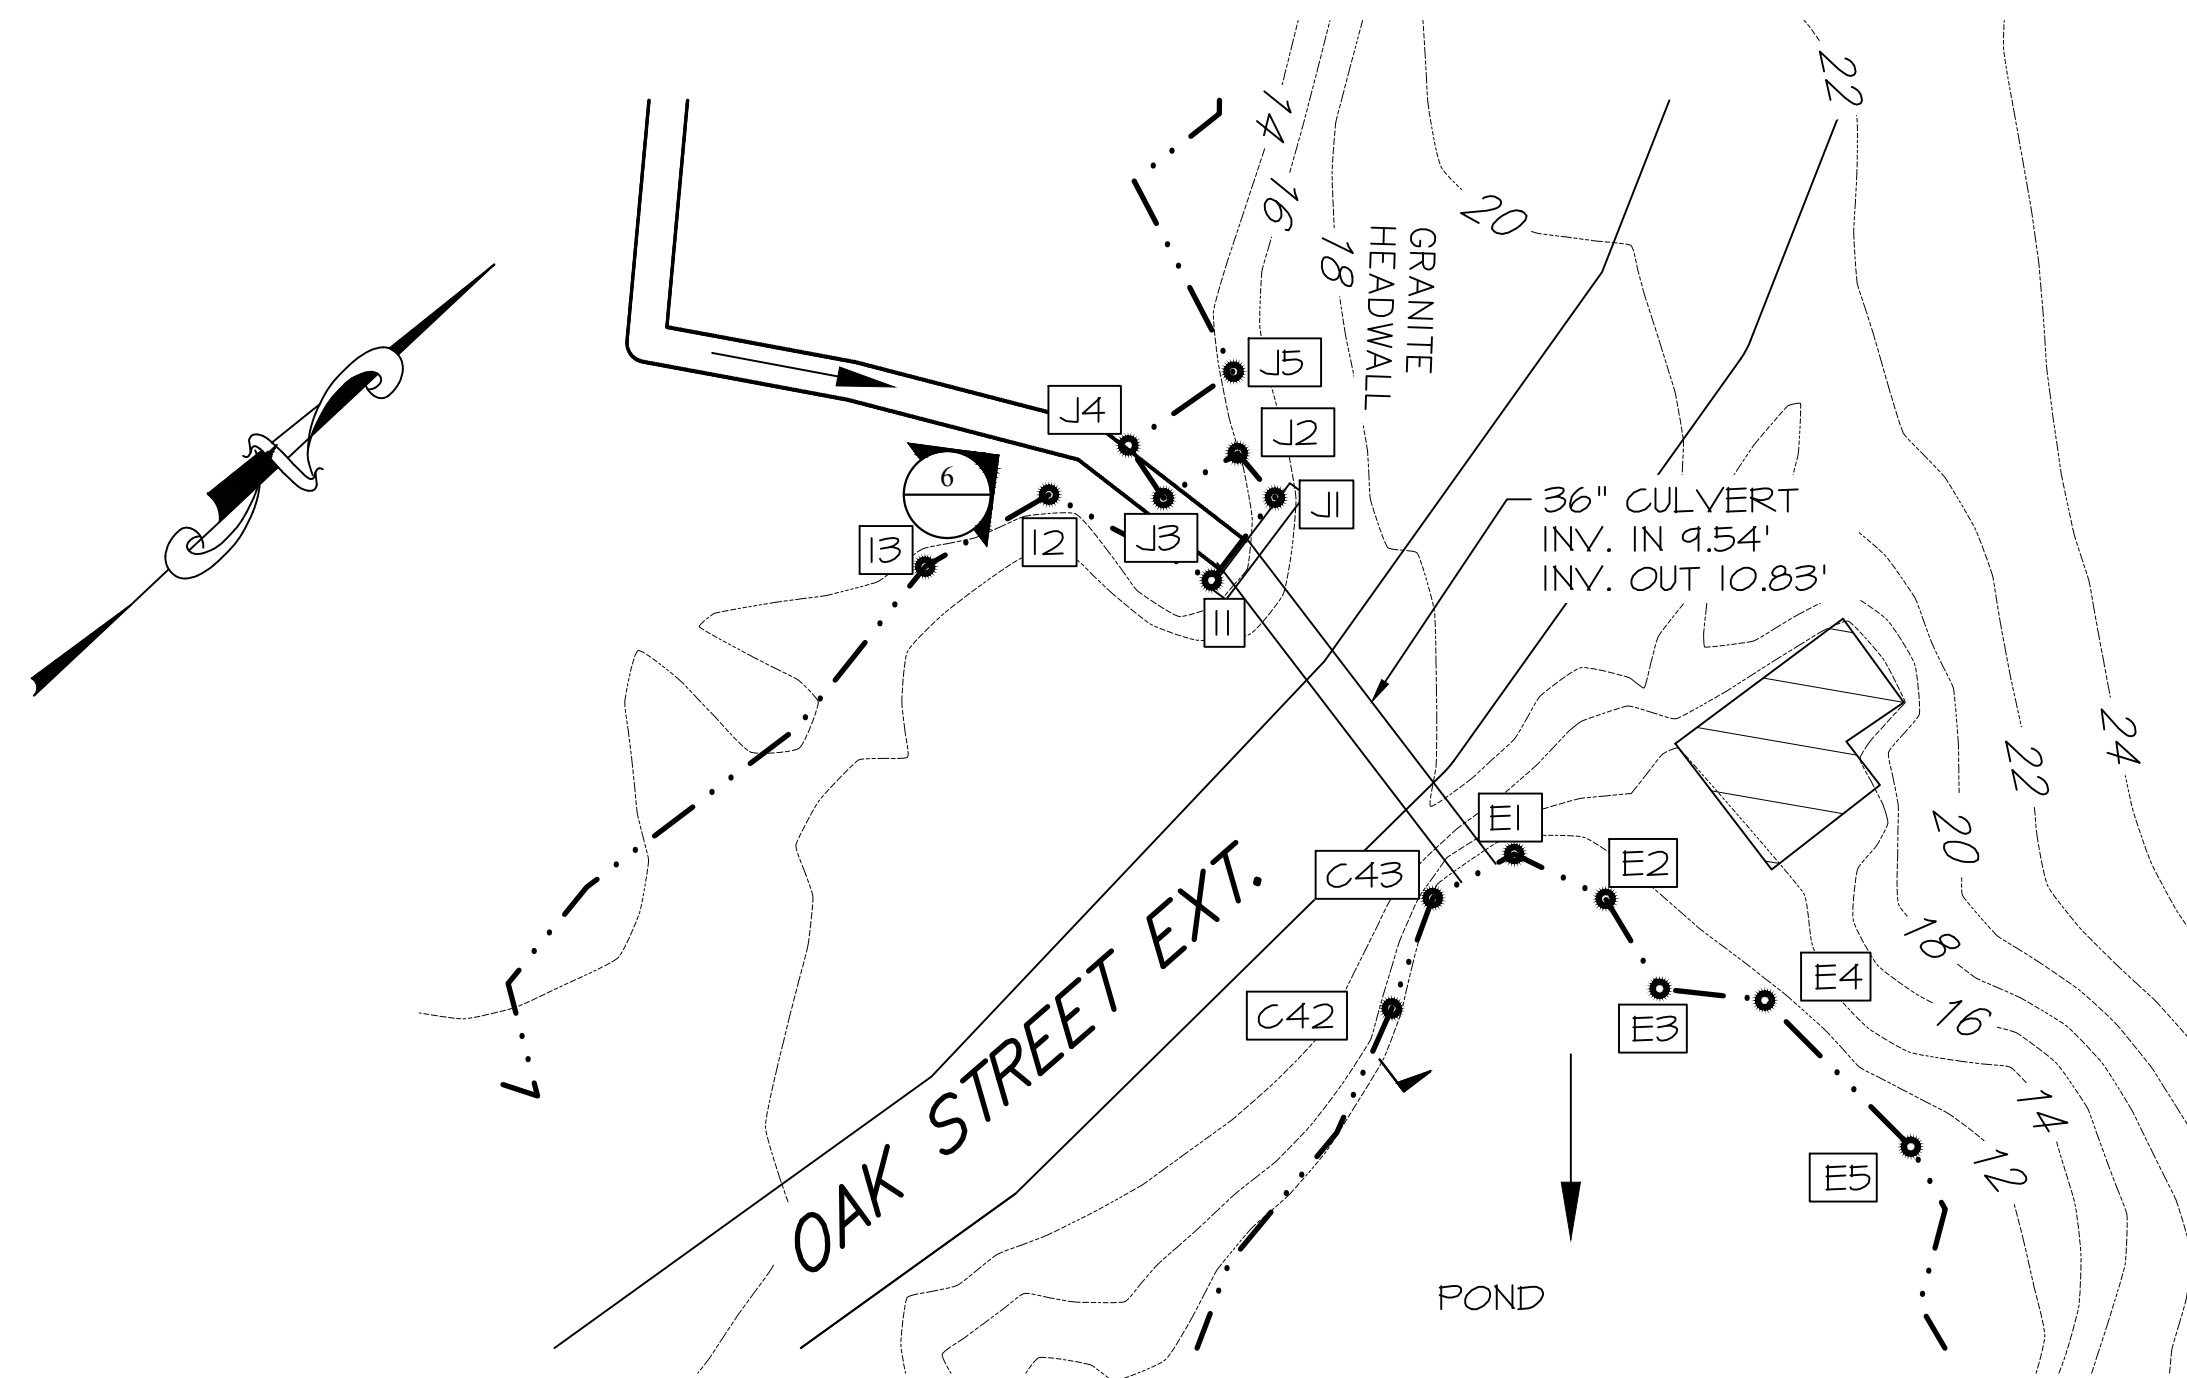 22
14
16
20
GRANITE
HEADWALL
18
J5
J4
J2
6
J1
36" CULVERT
INV. IN 9.54'
INV. OUT 10.83'
I3
I2
J3
I1
24
22
E1
20
C43
E2
OAK STREET EXT.
18
E4
C42
E3
16
14
E5
12
POND